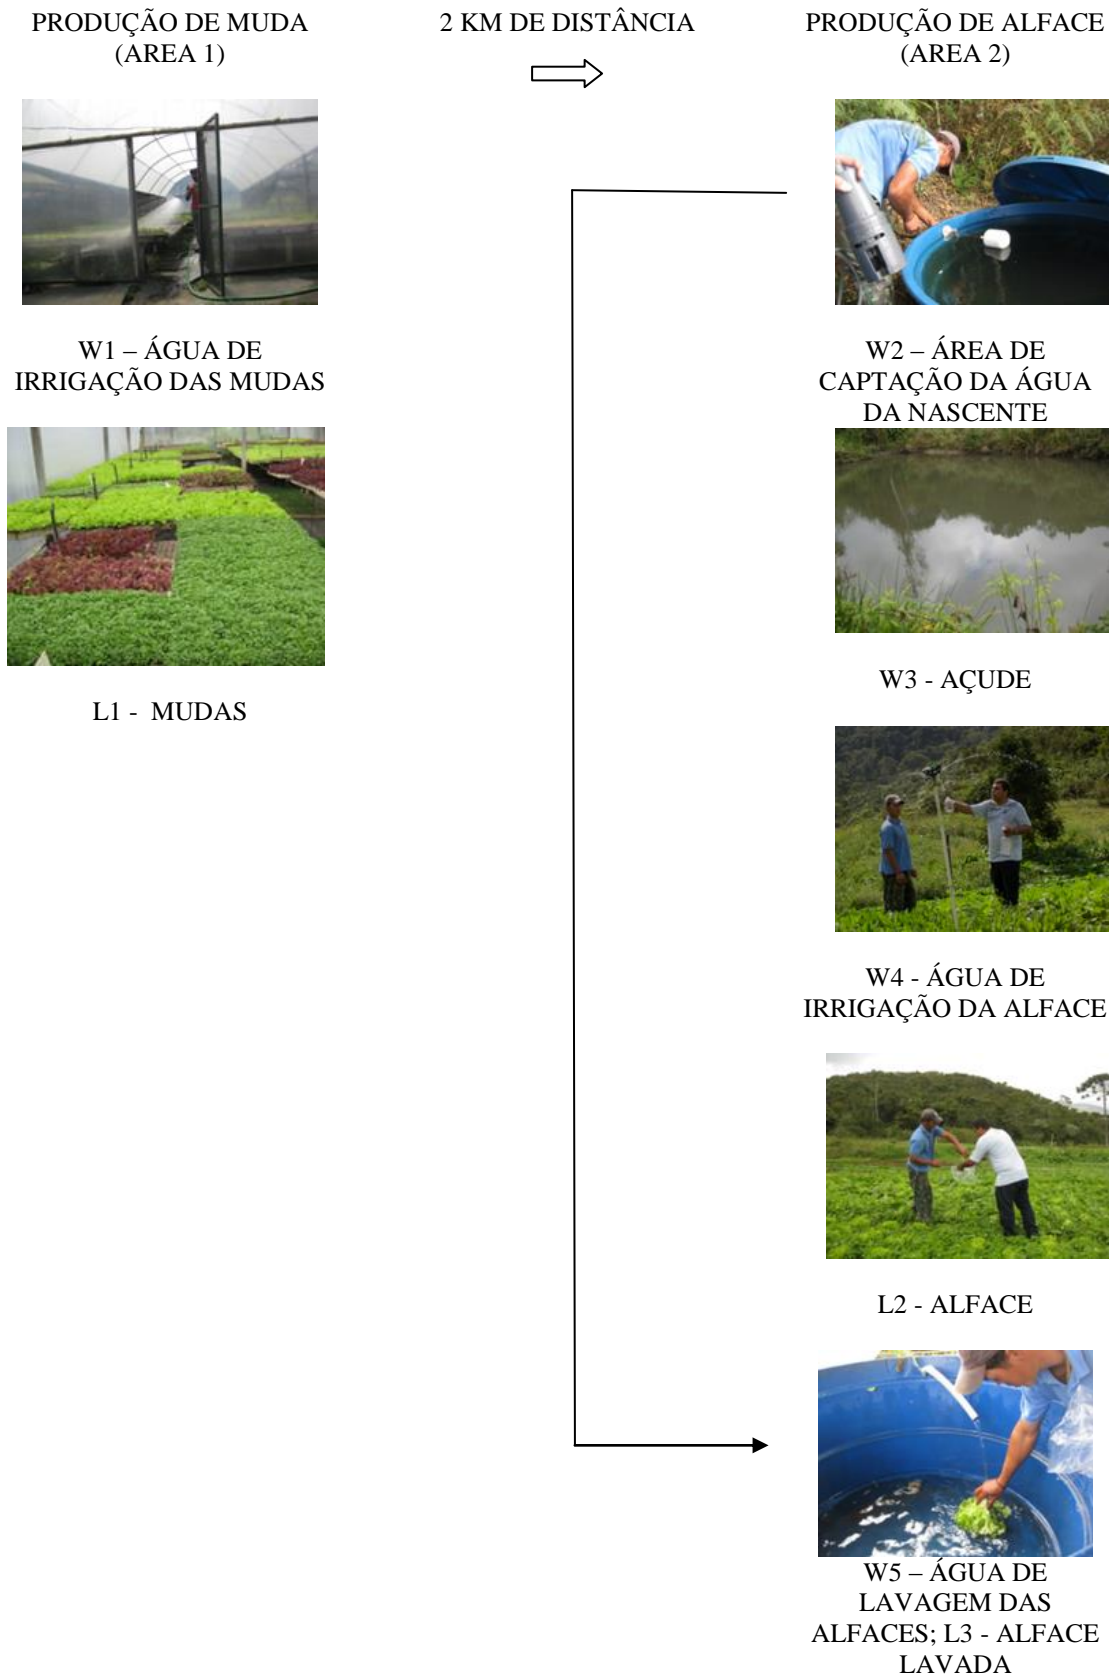 PRODUÇÃO DE MUDA
(AREA 1)
2 KM DE DISTÂNCIA
PRODUÇÃO DE ALFACE
(AREA 2)
W1 – ÁGUA DE
IRRIGAÇÃO DAS MUDAS
L1 - MUDAS
W2 – ÁREA DE
CAPTAÇÃO DA ÁGUA
DA NASCENTE
W3 - AÇUDE
W4 - ÁGUA DE
IRRIGAÇÃO DA ALFACE
L2 - ALFACE
W5 – ÁGUA DE
LAVAGEM DAS
ALFACES; L3 - ALFACE
LAVADA